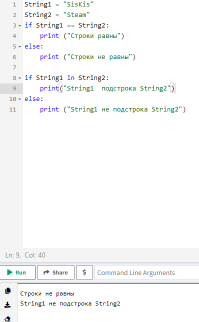 1 String1 = "SisKis"
2 String2 = "Steam"
3 if String1 == String2:
4 print ("Строки равны")
5 else:
6 print ("Строки не равны")
7
8 if String1 in String2:
9 print("String1 подстрока String2")
10 else:
11 print ("String1 не подстрока String2")
Ln: 9, Col: 40
Run Share $ Command Line Arguments
Строки не равны
String1 не подстрока String2